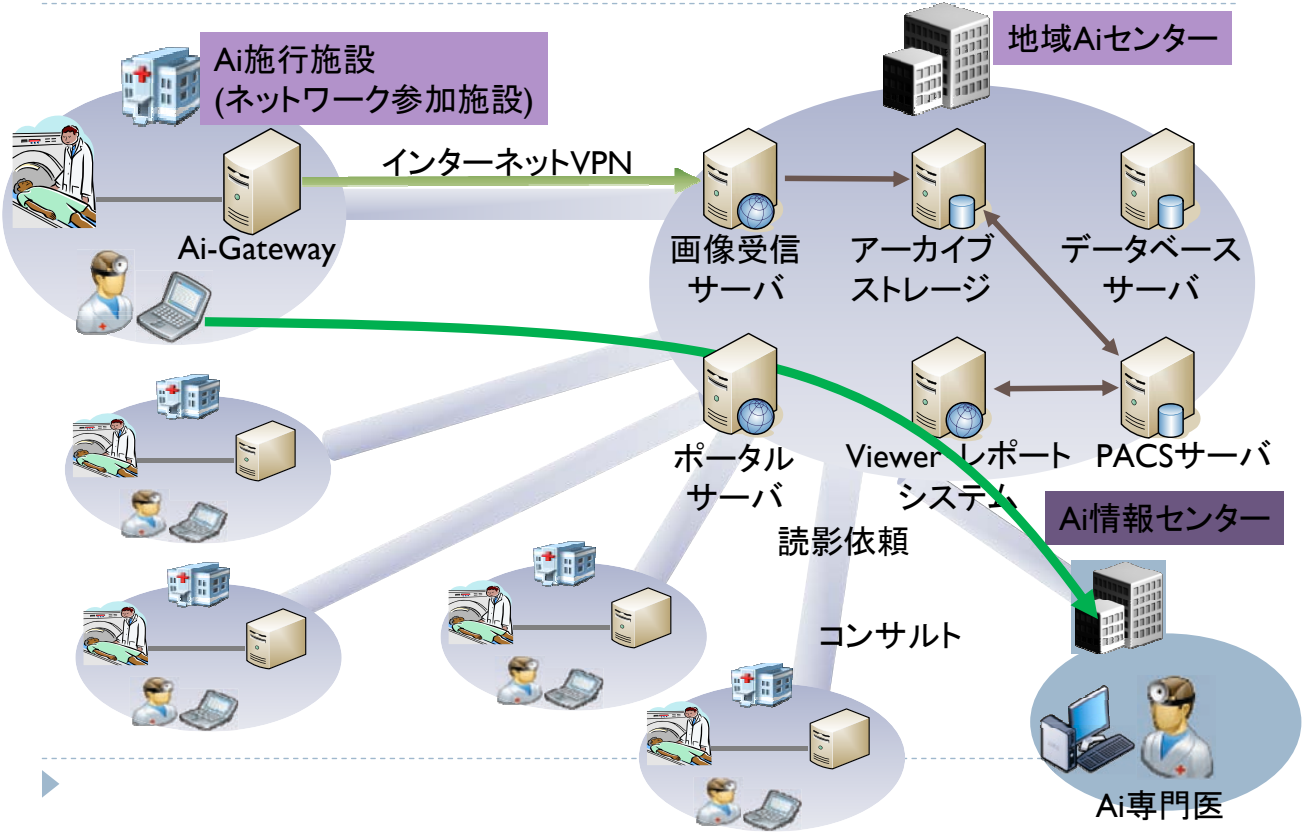 Ai施行施設
(ネットワーク参加施設)
地域Aiセンター
インターネットVPN
Ai-Gateway
画像受信
サーバ
アーカイブ
ストレージ
データベース
サーバ
ポータル
サーバ
Viewer レポート
システム
PACSサーバ
Ai情報センター
読影依頼
コンサルト
Ai専門医